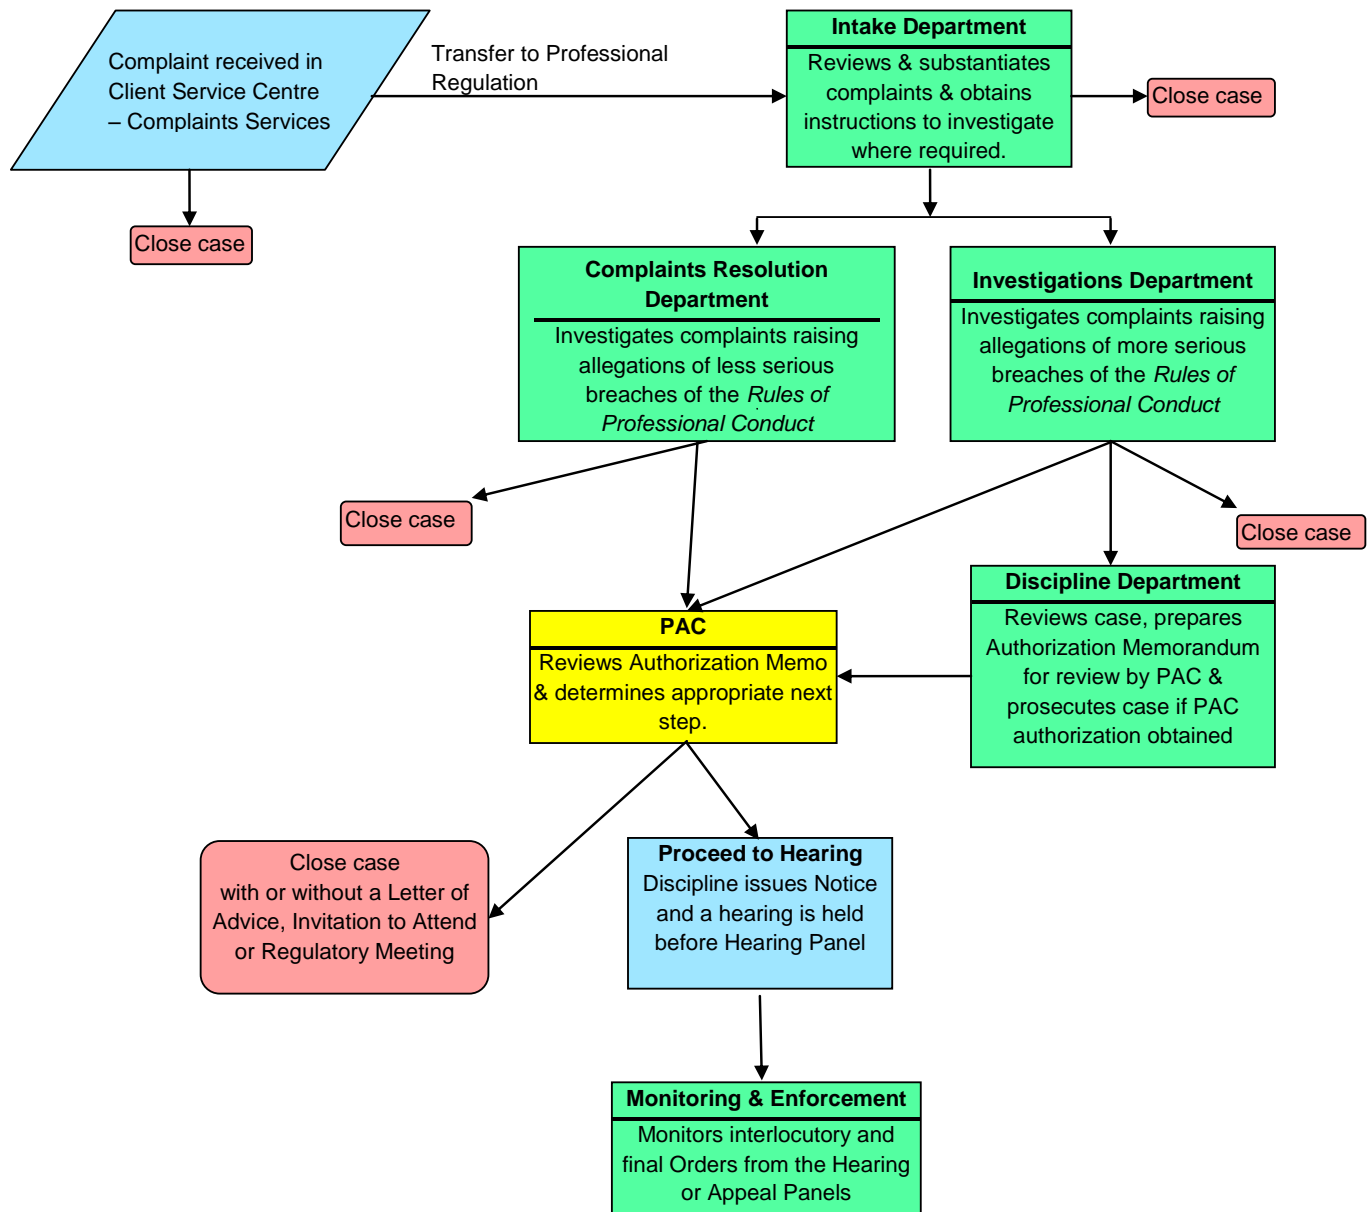 Complaint received in
Client Service Centre
– Complaints Services
Transfer to Professional
Regulation
Intake Department
Reviews & substantiates
complaints & obtains
instructions to investigate
where required.
Close case
Close case
Complaints Resolution
Department
Investigates complaints raising
allegations of less serious
breaches of the Rules of
Professional Conduct
Investigations Department
Investigates complaints raising
allegations of more serious
breaches of the Rules of
Professional Conduct
Close case
Close case
Discipline Department
Reviews case, prepares
Authorization Memorandum
for review by PAC &
prosecutes case if PAC
authorization obtained
PAC
Reviews Authorization Memo
& determines appropriate next
step.
Close case
with or without a Letter of
Advice, Invitation to Attend
or Regulatory Meeting
Proceed to Hearing
Discipline issues Notice
and a hearing is held
before Hearing Panel
Monitoring & Enforcement
Monitors interlocutory and
final Orders from the Hearing
or Appeal Panels